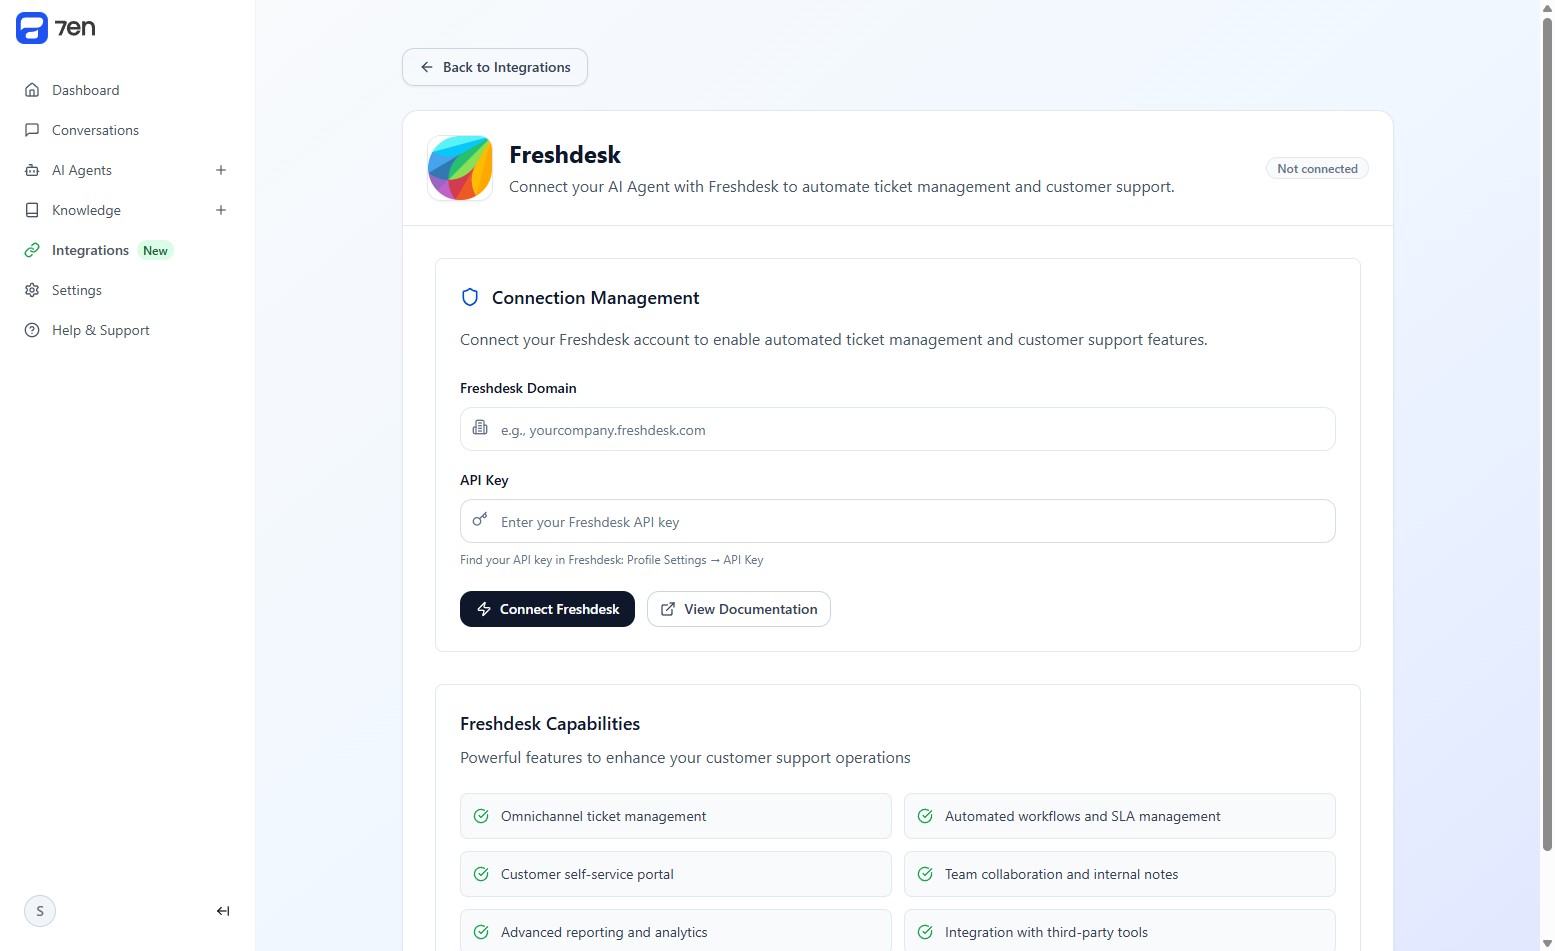 7en
Dashboard
Conversations
AI Agents
Knowledge
Integrations New
Settings
Help & Support
S
Back to Integrations
Freshdesk
Connect your AI Agent with Freshdesk to automate ticket management and customer support.
Not connected
Connection Management
Connect your Freshdesk account to enable automated ticket management and customer support features.
Freshdesk Domain
e.g., yourcompany.freshdesk.com
API Key
Enter your Freshdesk API key
Find your API key in Freshdesk: Profile Settings → API Key
Connect Freshdesk
View Documentation
Freshdesk Capabilities
Powerful features to enhance your customer support operations
Omnichannel ticket management
Automated workflows and SLA management
Customer self-service portal
Team collaboration and internal notes
Advanced reporting and analytics
Integration with third-party tools